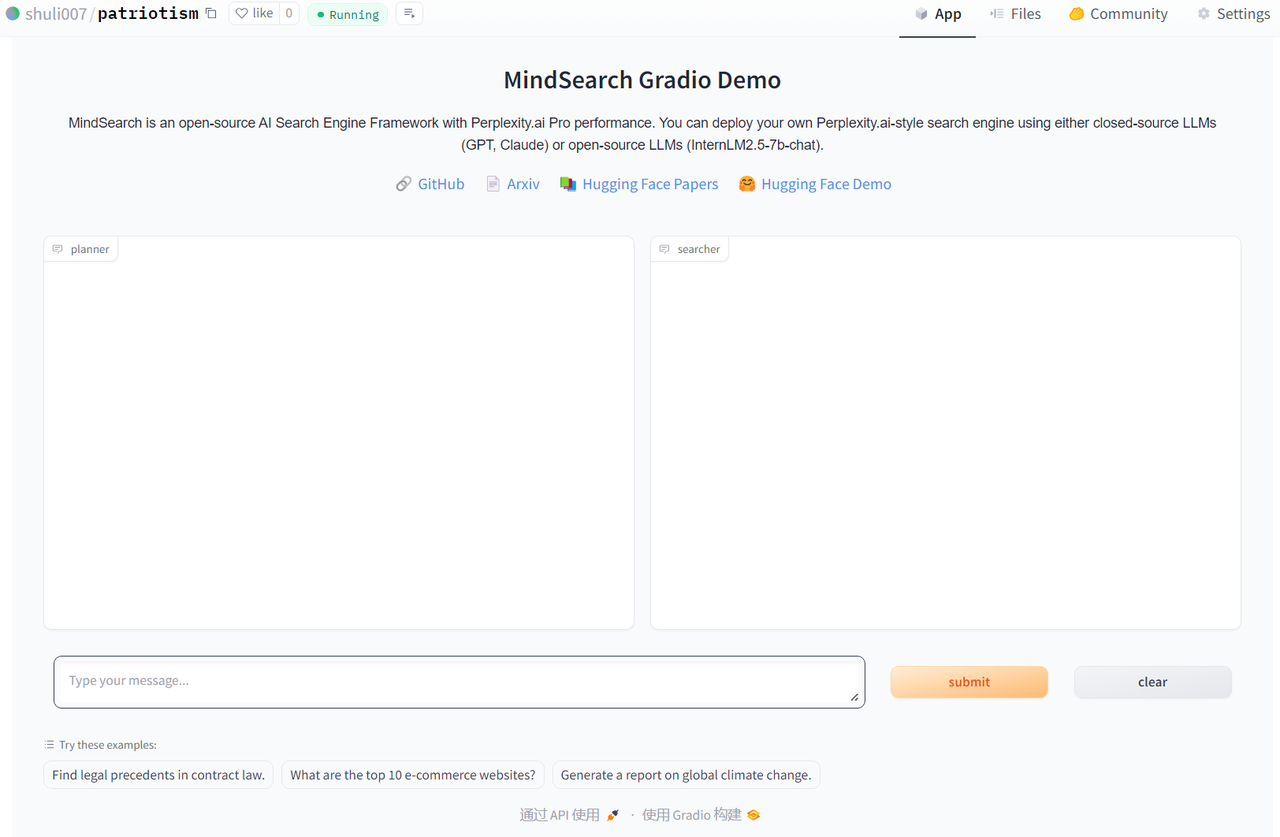 shuli007/patriotism like 0 Running App Files Community Settings
MindSearch Gradio Demo
MindSearch is an open-source AI Search Engine Framework with Perplexity.ai Pro performance. You can deploy your own Perplexity.ai-style search engine using either closed-source LLMs
(GPT, Claude) or open-source LLMs (InternLM2.5-7b-chat).
GitHub Arxiv Hugging Face Papers Hugging Face Demo
planner searcher
Type your message...
submit clear
Try these examples:
Find legal precedents in contract law. What are the top 10 e-commerce websites? Generate a report on global climate change.
通过 API 使用 · 使用 Gradio 构建